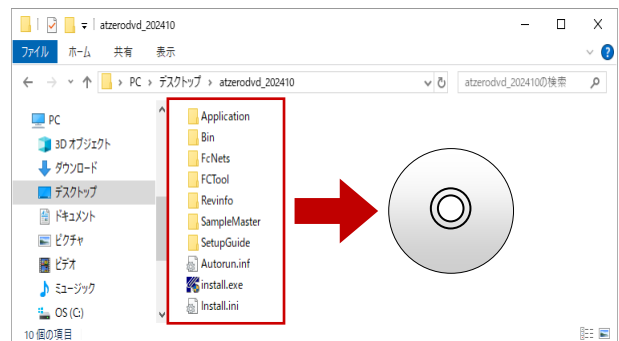 atzerodvd_202410
ファイル ホーム 共有 表示
PC デスクトップ atzerodvd_202410
atzerodvd_202410の検索
PC
3D オブジェクト
ダウンロード
デスクトップ
ドキュメント
ピクチャ
ビデオ
ミュージック
OS (C:)
Application
Bin
FcNets
FCTool
Revinfo
SampleMaster
SetupGuide
Autorun.inf
install.exe
Install.ini
10 個の項目